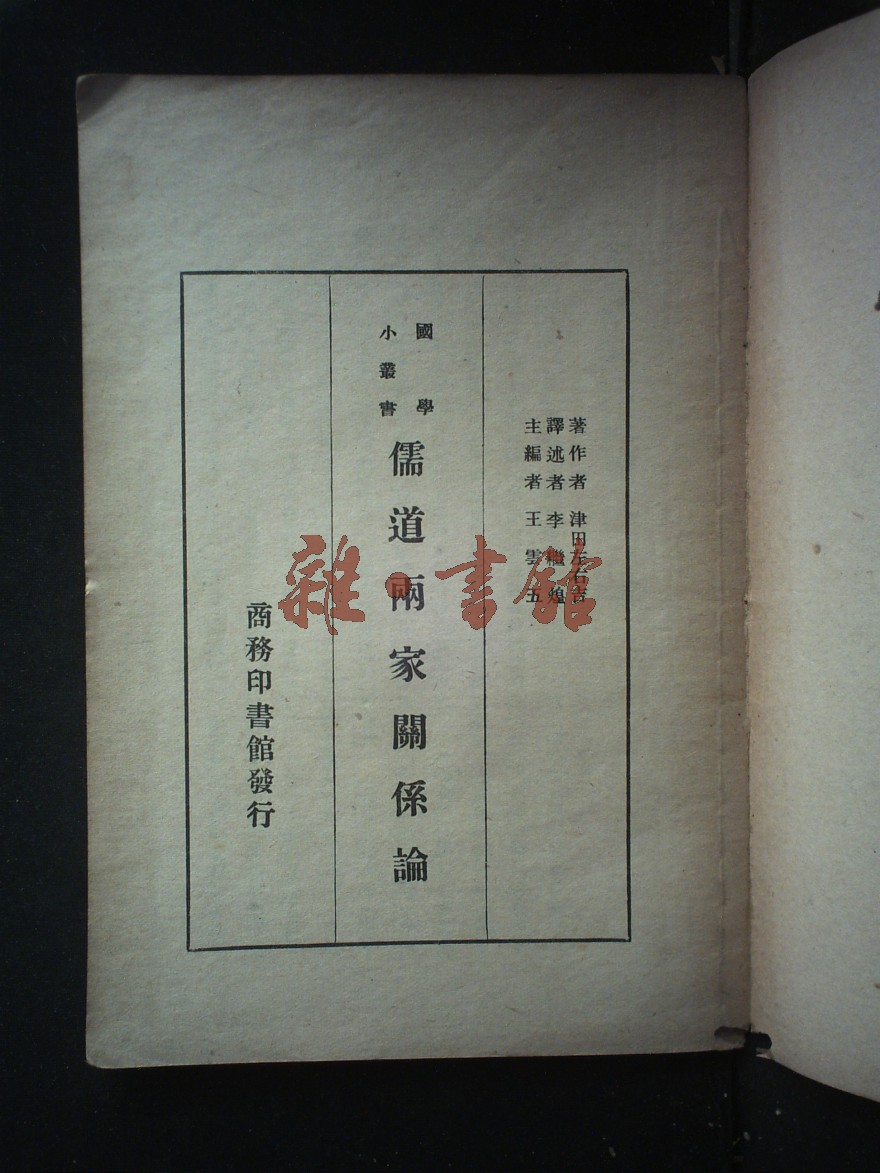 著作者 津田左右吉
譯述者 李繼煌
主編者 王雲五
國學
小叢書
儒道兩家關係論
商務印書館發行
雜·書館